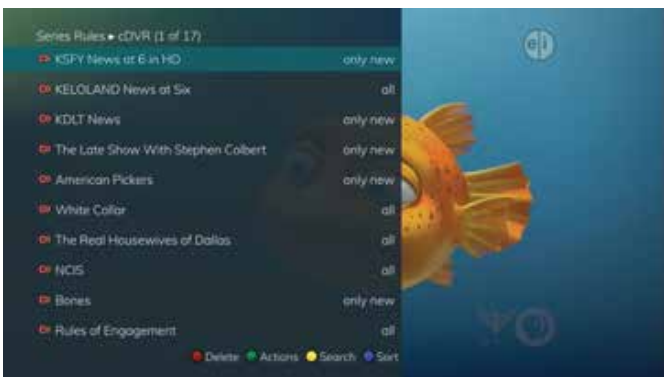 Series Rules ▸ cDVR (1 of 17)
KSFY News at 6 in HD only new
KELOLAND News at Six all
KDLT News only new
The Late Show With Stephen Colbert only new
American Pickers only new
White Collar all
The Real Housewives of Dallas all
NCIS all
Bones only new
Rules of Engagement all
Delete Actions Search Sort
e/i